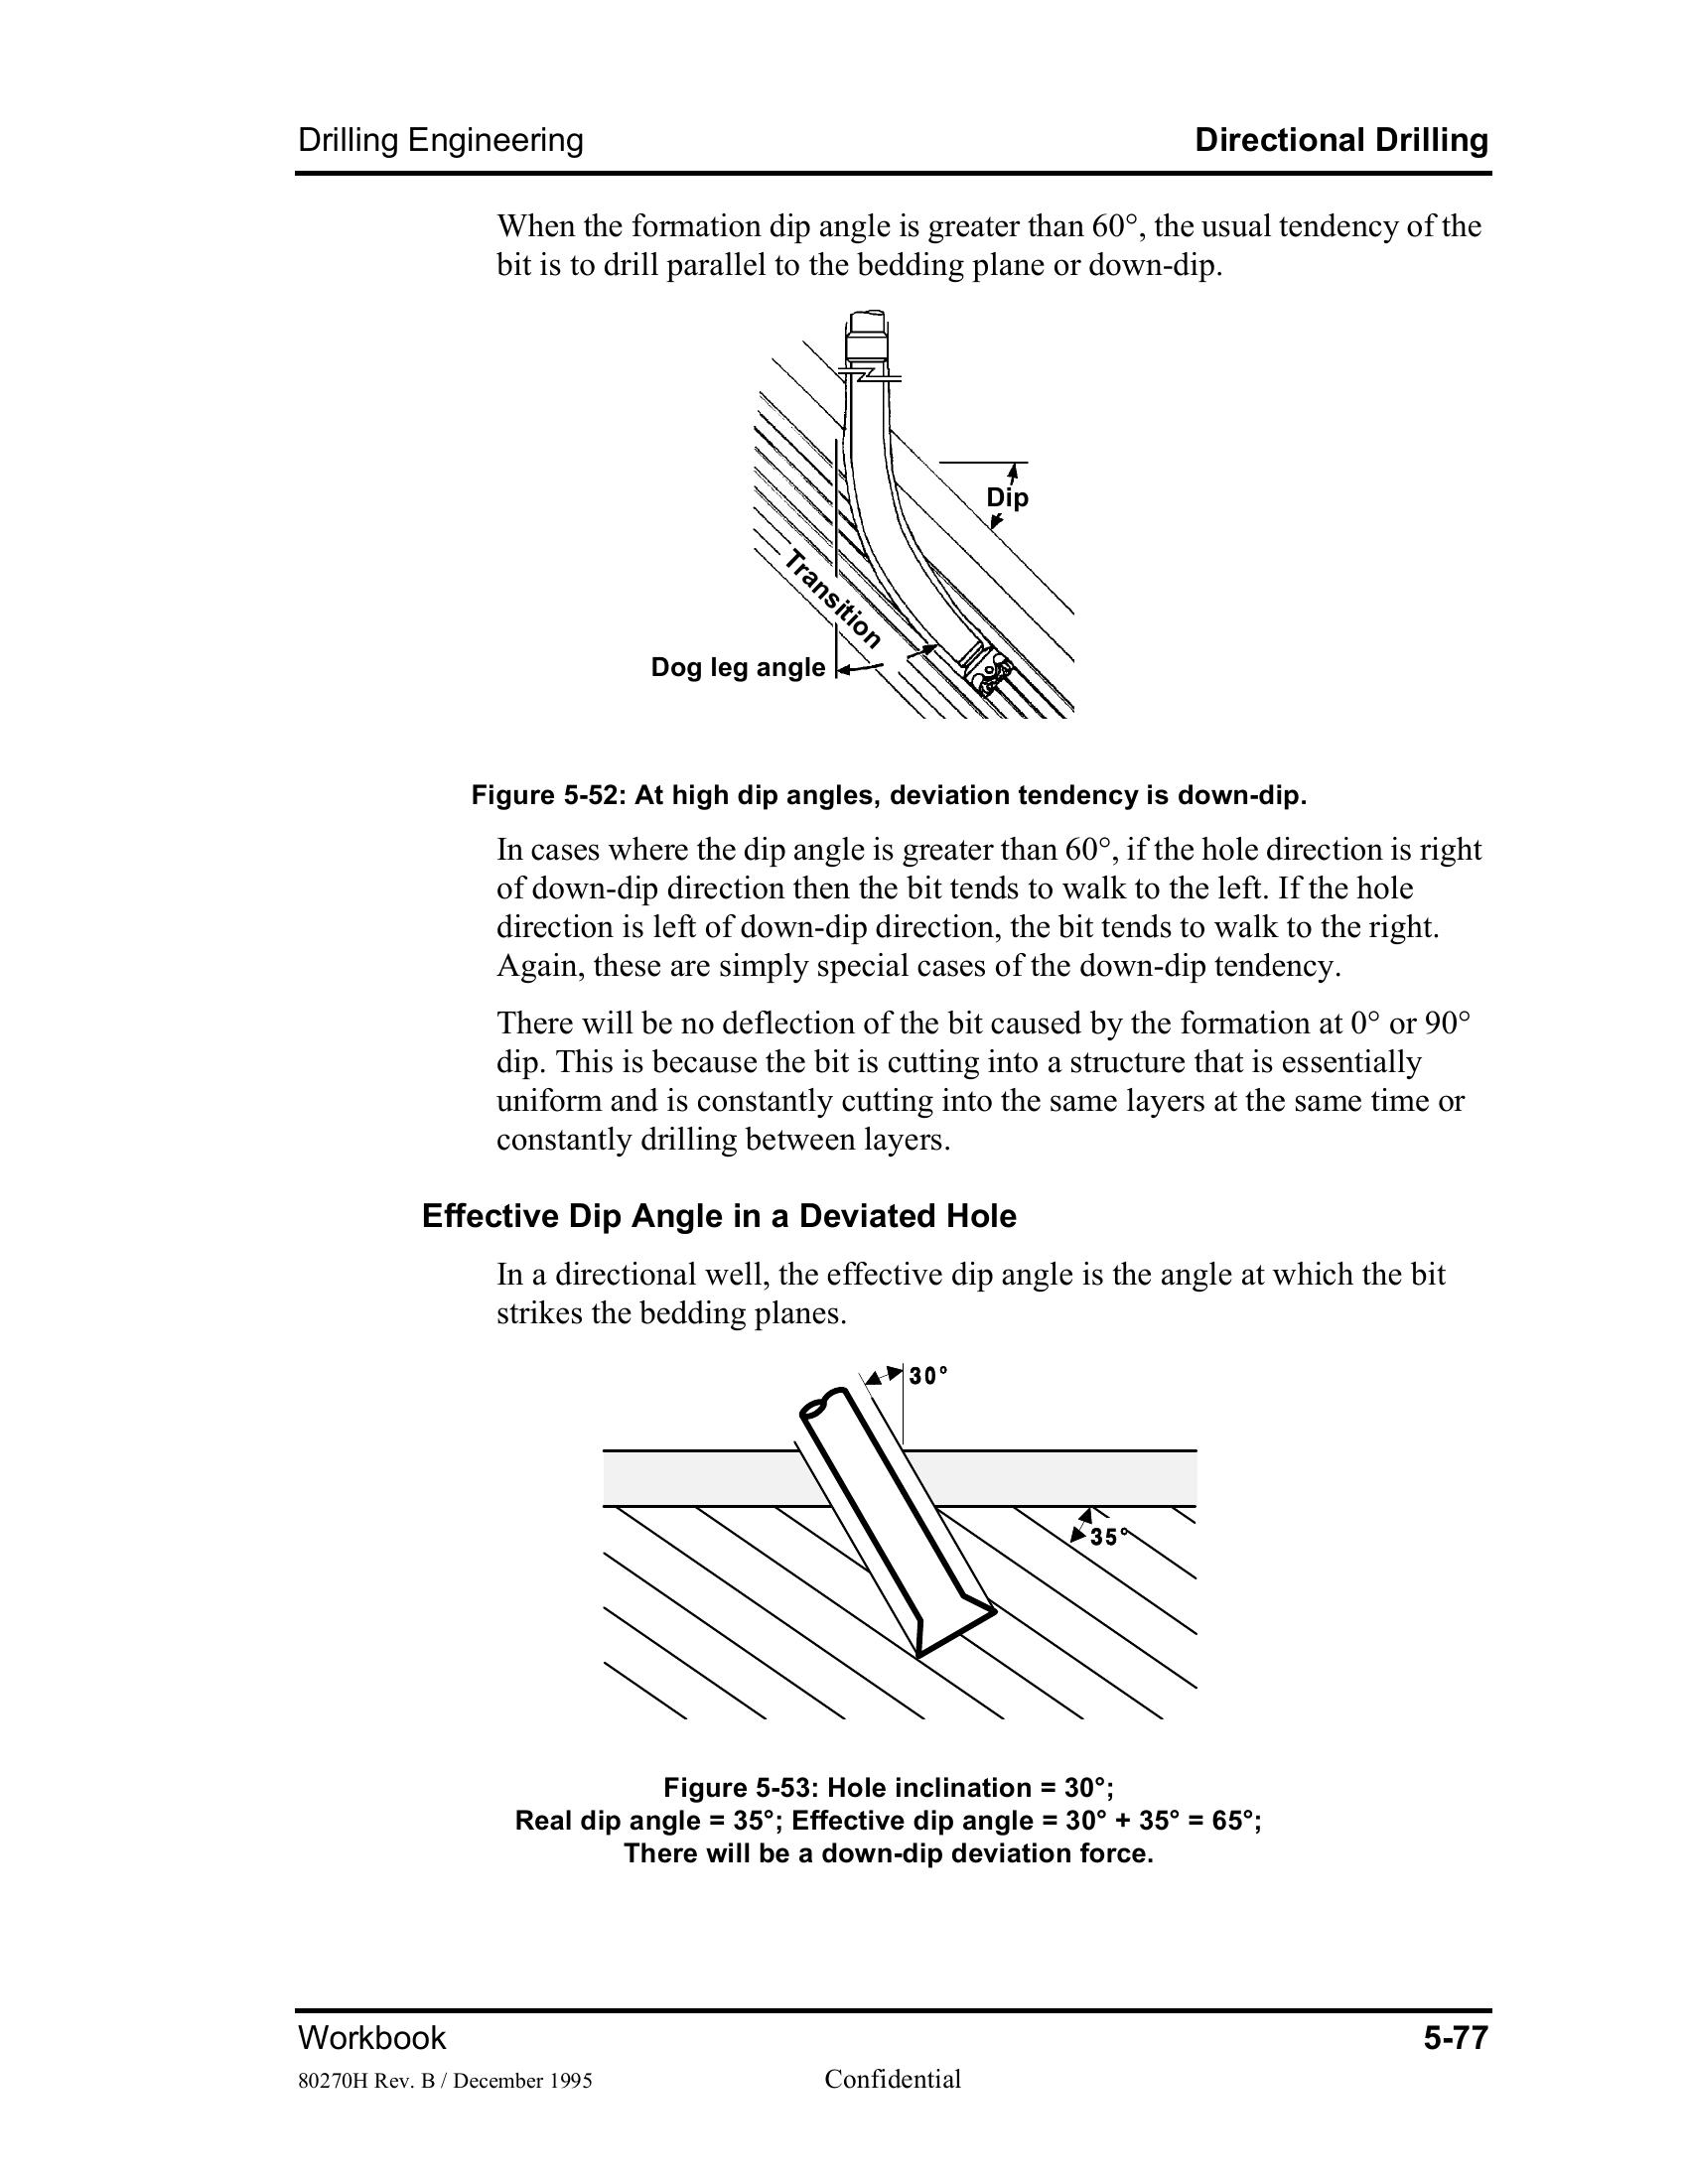 Drilling Engineering Directional Drilling
When the formation dip angle is greater than 60°, the usual tendency of the
bit is to drill parallel to the bedding plane or down-dip.
Dip
Transition
Dog leg angle
Figure 5-52: At high dip angles, deviation tendency is down-dip.
In cases where the dip angle is greater than 60°, if the hole direction is right
of down-dip direction then the bit tends to walk to the left. If the hole
direction is left of down-dip direction, the bit tends to walk to the right.
Again, these are simply special cases of the down-dip tendency.
There will be no deflection of the bit caused by the formation at 0° or 90°
dip. This is because the bit is cutting into a structure that is essentially
uniform and is constantly cutting into the same layers at the same time or
constantly drilling between layers.
Effective Dip Angle in a Deviated Hole
In a directional well, the effective dip angle is the angle at which the bit
strikes the bedding planes.
30°
35°
Figure 5-53: Hole inclination = 30°;
Real dip angle = 35°; Effective dip angle = 30° + 35° = 65°;
There will be a down-dip deviation force.
Workbook 5-77
80270H Rev. B / December 1995 Confidential